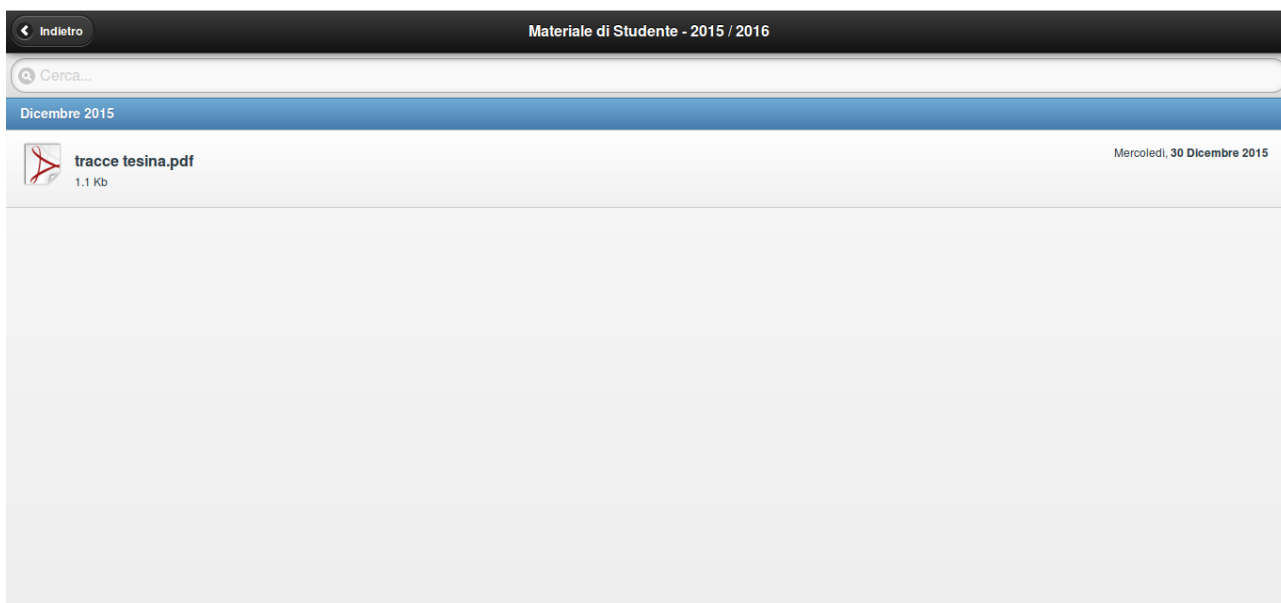 Indietro
Materiale di Studente - 2015 / 2016
Cerca...
Dicembre 2015
tracce tesina.pdf
Mercoledì, 30 Dicembre 2015
1.1 Kb